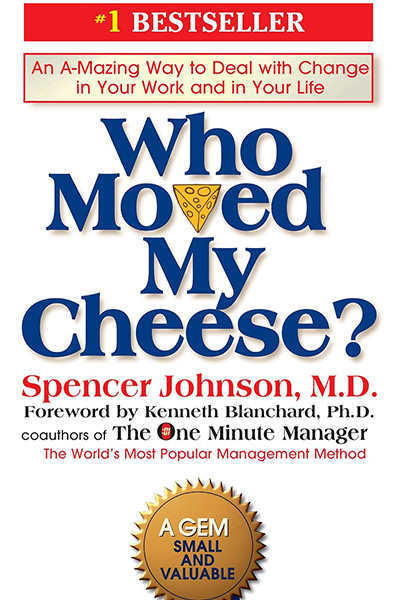 #1 BESTSELLER
An A-Mazing Way to Deal with Change
in Your Work and in Your Life
Who
Moved
My
Cheese?
Spencer Johnson, M.D.
Foreword by Kenneth Blanchard, Ph.D.
coauthors of The One Minute Manager
The World's Most Popular Management Method
A GEM
SMALL
AND
VALUABLE